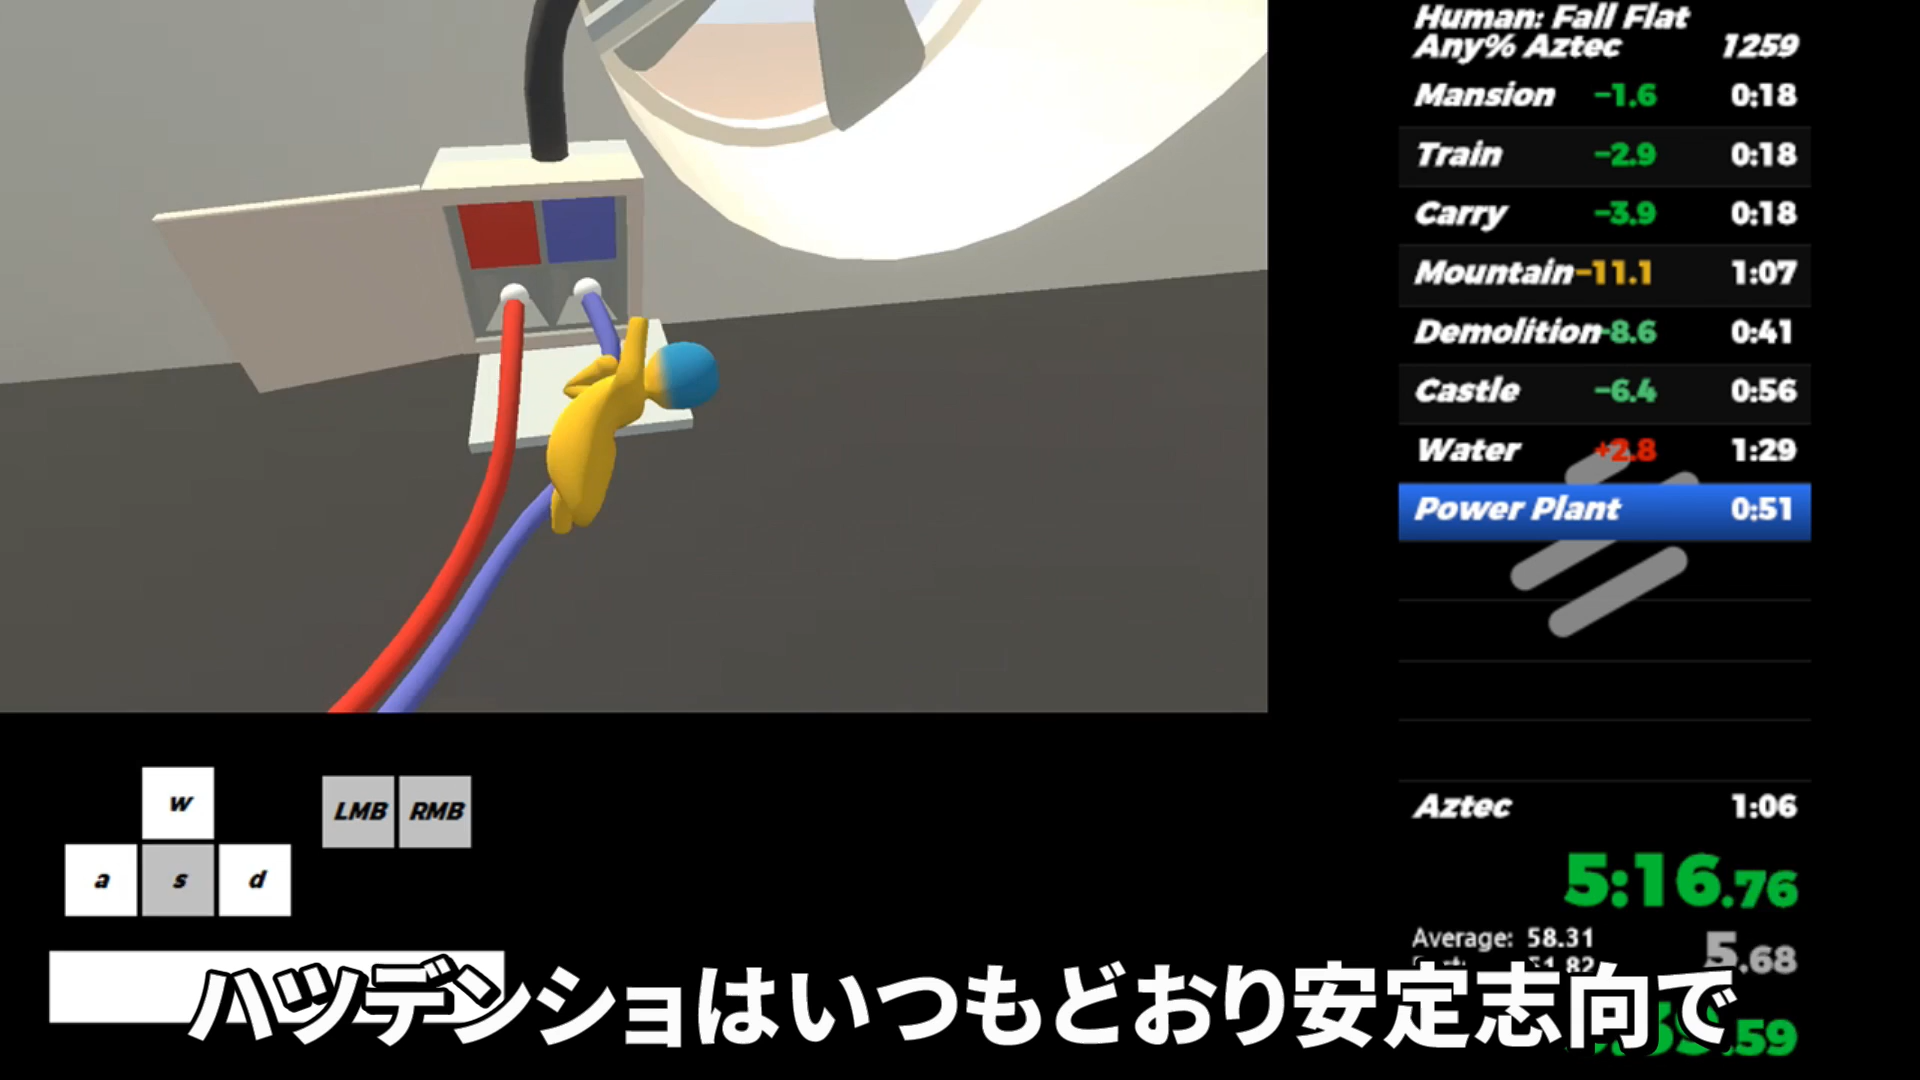 Human: Fall Flat
Any% Aztec 1259
Mansion -1.6 0:18
Train -2.9 0:18
Carry -3.9 0:18
Mountain -11.1 1:07
Demolition -8.6 0:41
Castle -6.4 0:56
Water +2.8 1:29
Power Plant 0:51
Aztec 1:06
5:16.76
Average: 58.31
5.68
.59
w
a s d
LMB RMB
ハツデンショはいつもどおり安定志向で